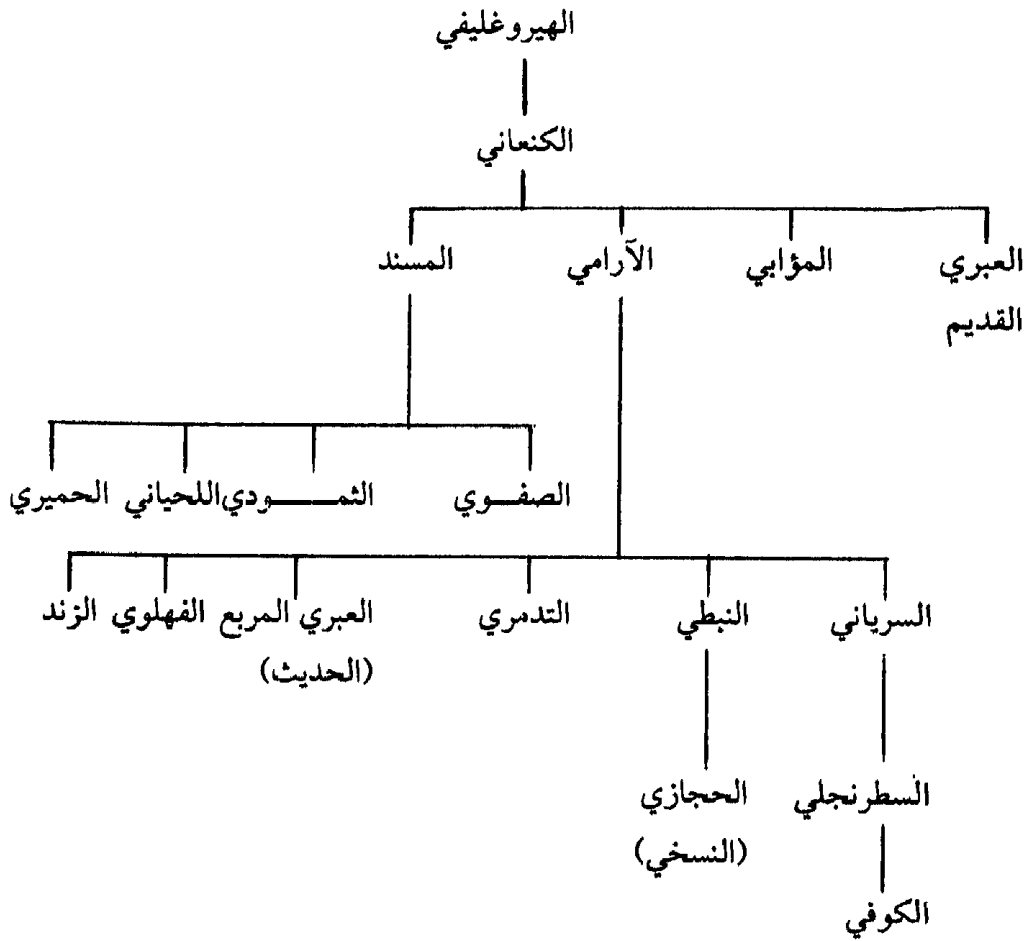 الهيروغليفي
الكنعاني
العبري المؤابي الآرامي المسند
القديم
الصفوي الثمودي اللحياني الحميري
السرياني النبطي التدمري العبري المربع الفهلوي الزند
(الحديث)
السطرنجلي الحجازي
(النسخي)
الكوفي